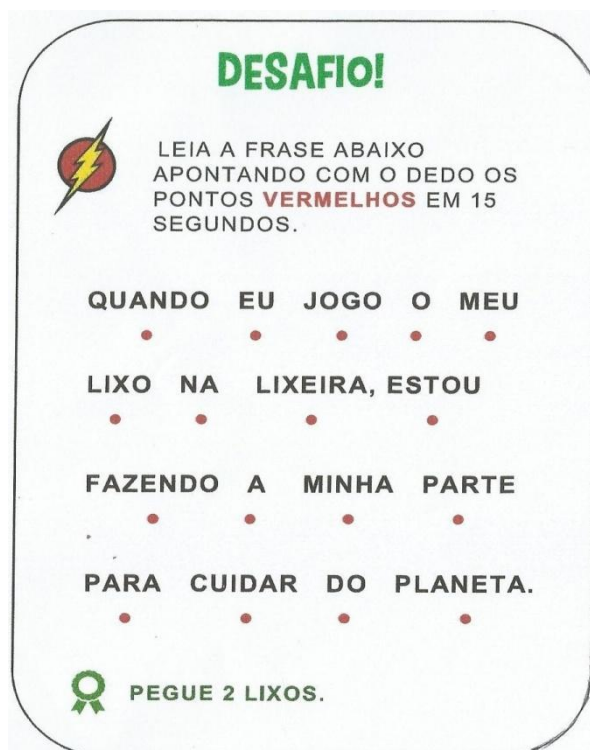 DESAFIO!
LEIA A FRASE ABAIXO
APONTANDO COM O DEDO OS
PONTOS VERMELHOS EM 15
SEGUNDOS.
QUANDO EU JOGO O MEU
LIXO NA LIXEIRA, ESTOU
FAZENDO A MINHA PARTE
PARA CUIDAR DO PLANETA.
PEGUE 2 LIXOS.